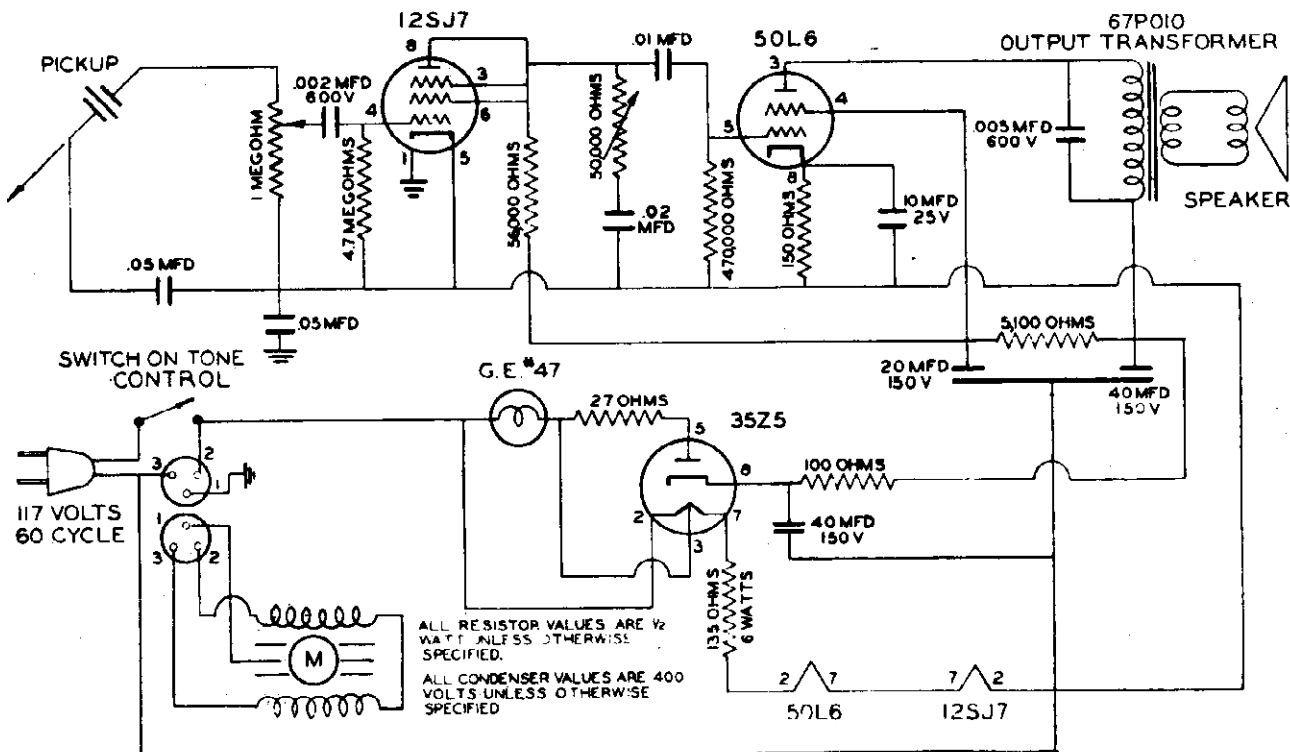 12SJ7
67P010
OUTPUT TRANSFORMER
50L6
.01 MFD
PICKUP
8
3
.002 MFD
600V
4
3
6
4
5
1 MEGOHM
1
5
4.7 MEGOHMS
56,000 OHMS
50,000 OHMS
.02
MFD
470,000 OHMS
8
150 OHMS
10 MFD
25 V
.005 MFD
600 V
SPEAKER
.05 MFD
.05 MFD
5,100 OHMS
SWITCH ON TONE
CONTROL
G.E. #47
20 MFD
150 V
40 MFD
150 V
27 OHMS
35Z5
5
3
2
1
8
100 OHMS
117 VOLTS
60 CYCLE
1
3
2
2
7
3
40 MFD
150 V
135 OHMS
6 WATTS
ALL RESISTOR VALUES ARE ½
WATT UNLESS OTHERWISE
SPECIFIED.
M
ALL CONDENSER VALUES ARE 400
VOLTS UNLESS OTHERWISE
SPECIFIED
2
7
7
2
50L6
12SJ7